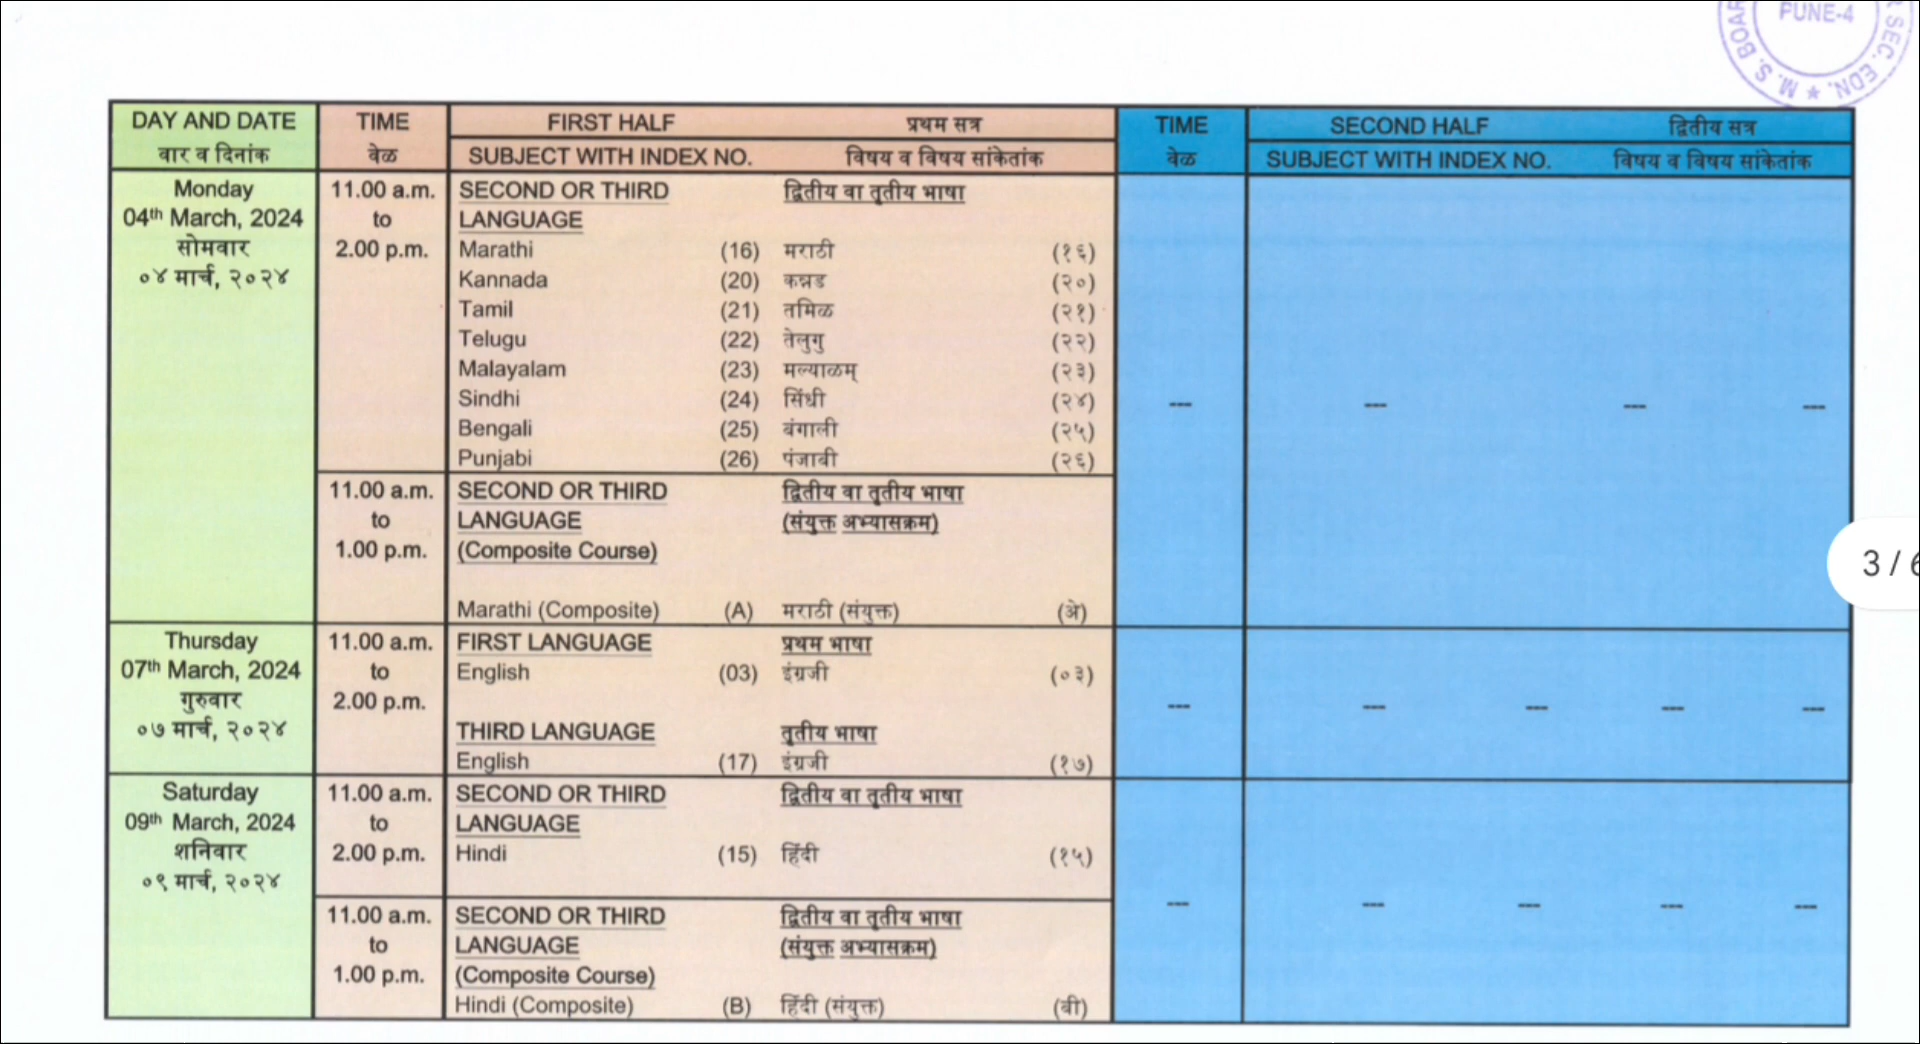 PUNE-4
M. S. BOAR
SEC. EDN.
DAY AND DATE
वार व दिनांक
TIME
वेळ
FIRST HALF प्रथम सत्र
SUBJECT WITH INDEX NO. विषय व विषय सांकेतांक
TIME
वेळ
SECOND HALF द्वितीय सत्र
SUBJECT WITH INDEX NO. विषय व विषय सांकेतांक
Monday
04th March, 2024
सोमवार
०४ मार्च, २०२४
11.00 a.m.
to
2.00 p.m.
SECOND OR THIRD द्वितीय वा तृतीय भाषा
LANGUAGE
Marathi (16) मराठी (१६)
Kannada (20) कन्नड (२०)
Tamil (21) तमिळ (२१)
Telugu (22) तेलुगु (२२)
Malayalam (23) मल्याळम् (२३)
Sindhi (24) सिंधी (२४)
Bengali (25) बंगाली (२५)
Punjabi (26) पंजाबी (२६)
--- --- --- ---
11.00 a.m.
to
1.00 p.m.
SECOND OR THIRD द्वितीय वा तृतीय भाषा
LANGUAGE (संयुक्त अभ्यासक्रम)
(Composite Course)
Marathi (Composite) (A) मराठी (संयुक्त) (अे)
3 / 6
Thursday
07th March, 2024
गुरुवार
०७ मार्च, २०२४
11.00 a.m.
to
2.00 p.m.
FIRST LANGUAGE प्रथम भाषा
English (03) इंग्रजी (०३)
THIRD LANGUAGE तृतीय भाषा
English (17) इंग्रजी (१७)
--- --- --- --- ---
Saturday
09th March, 2024
शनिवार
०९ मार्च, २०२४
11.00 a.m.
to
2.00 p.m.
SECOND OR THIRD द्वितीय वा तृतीय भाषा
LANGUAGE
Hindi (15) हिंदी (१५)
--- --- --- --- ---
11.00 a.m.
to
1.00 p.m.
SECOND OR THIRD द्वितीय वा तृतीय भाषा
LANGUAGE (संयुक्त अभ्यासक्रम)
(Composite Course)
Hindi (Composite) (B) हिंदी (संयुक्त) (बी)